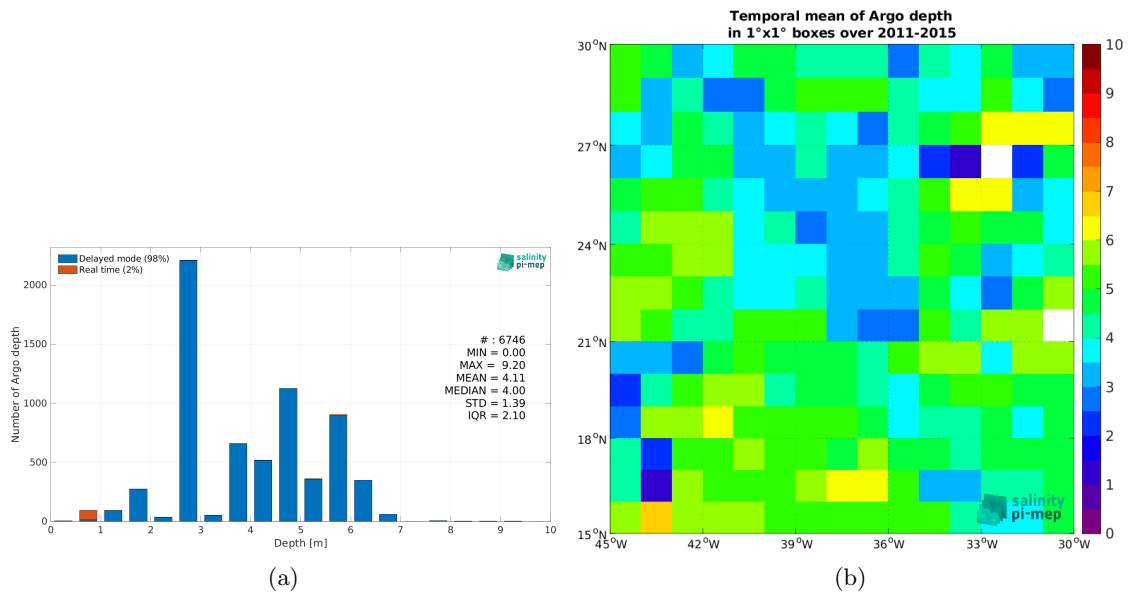 Delayed mode (98%)
Real time (2%)
salinity
pi-mep
# : 6746
MIN = 0.00
MAX = 9.20
MEAN = 4.11
MEDIAN = 4.00
STD = 1.39
IQR = 2.10
Number of Argo depth
2000
1500
1000
500
0
0 1 2 3 4 5 6 7 8 9 10
Depth [m]
(a)
Temporal mean of Argo depth
in 1°x1° boxes over 2011-2015
30°N
27°N
24°N
21°N
18°N
15°N
45°W 42°W 39°W 36°W 33°W 30°W
salinity
pi-mep
10
9
8
7
6
5
4
3
2
1
0
(b)